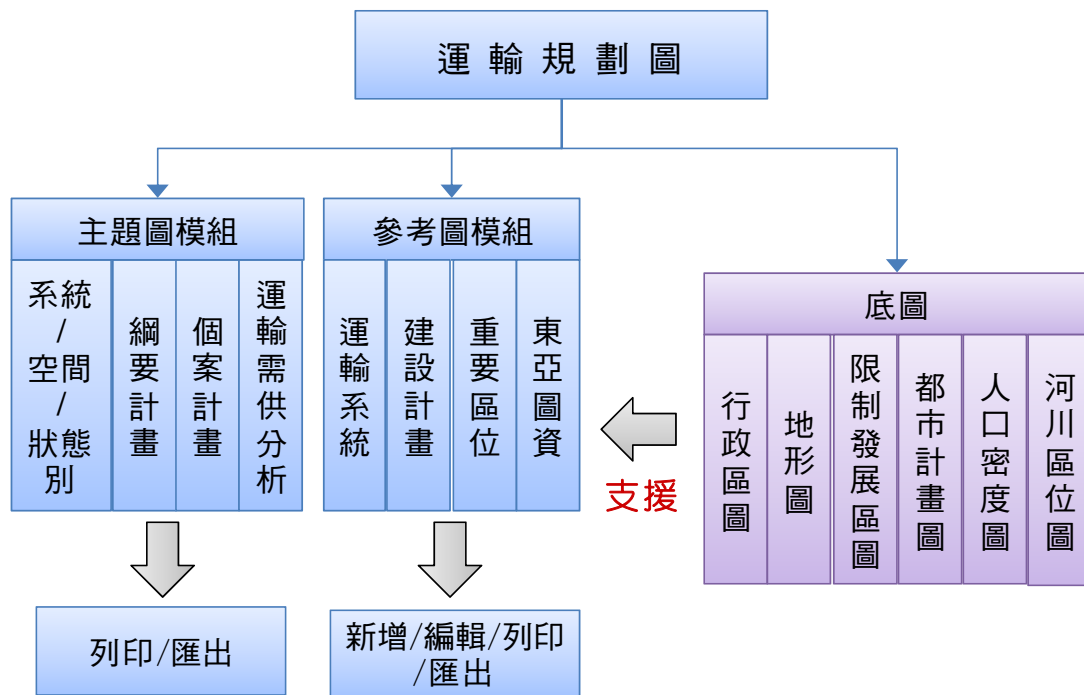 運輸規劃圖
主題圖模組
系統
/
空間
/
狀態
別
綱要計畫
個案計畫
運輸需供分析
參考圖模組
運輸系統
建設計畫
重要區位
東亞圖資
底圖
行政區圖
地形圖
限制發展區圖
都市計畫圖
人口密度圖
河川區位圖
支援
列印/匯出
新增/編輯/列印
/匯出